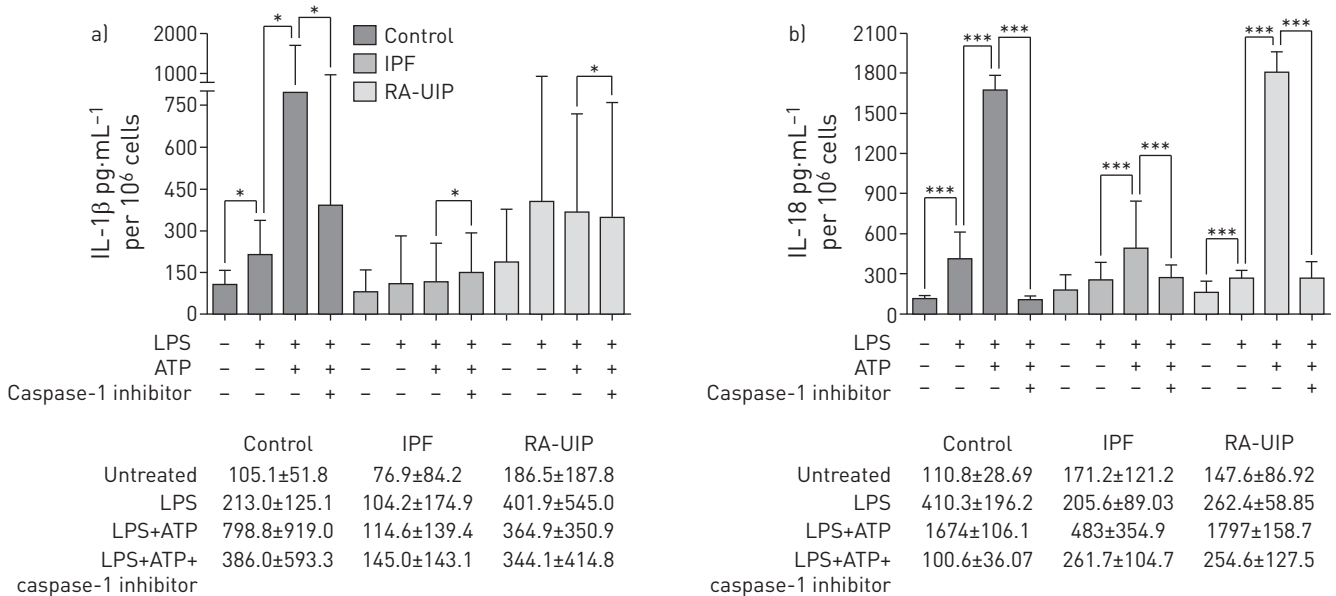 a)
IL-1β pg·mL⁻¹
per 10⁶ cells
2000
1000
750
600
450
300
150
0
Control
IPF
RA-UIP
* * * * *
LPS – + + + – + + + – + + +
ATP – – + + – – + + – – + +
Caspase-1 inhibitor – – – + – – – + – – – +
Control IPF RA-UIP
Untreated 105.1±51.8 76.9±84.2 186.5±187.8
LPS 213.0±125.1 104.2±174.9 401.9±545.0
LPS+ATP 798.8±919.0 114.6±139.4 364.9±350.9
LPS+ATP+ 386.0±593.3 145.0±143.1 344.1±414.8
caspase-1 inhibitor
b)
IL-18 pg·mL⁻¹
per 10⁶ cells
2100
1800
1500
1200
900
600
300
0
*** *** *** *** *** *** *** ***
LPS – + + + – + + + – + + +
ATP – – + + – – + + – – + +
Caspase-1 inhibitor – – – + – – – + – – – +
Control IPF RA-UIP
Untreated 110.8±28.69 171.2±121.2 147.6±86.92
LPS 410.3±196.2 205.6±89.03 262.4±58.85
LPS+ATP 1674±106.1 483±354.9 1797±158.7
LPS+ATP+ 100.6±36.07 261.7±104.7 254.6±127.5
caspase-1 inhibitor